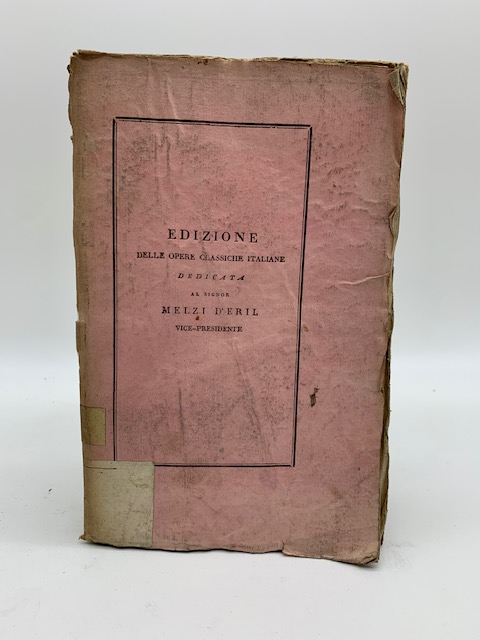 EDIZIONE
DELLE OPERE CLASSICHE ITALIANE
DEDICATA
AL SIGNOR
MELZI D'ERIL
VICE-PRESIDENTE